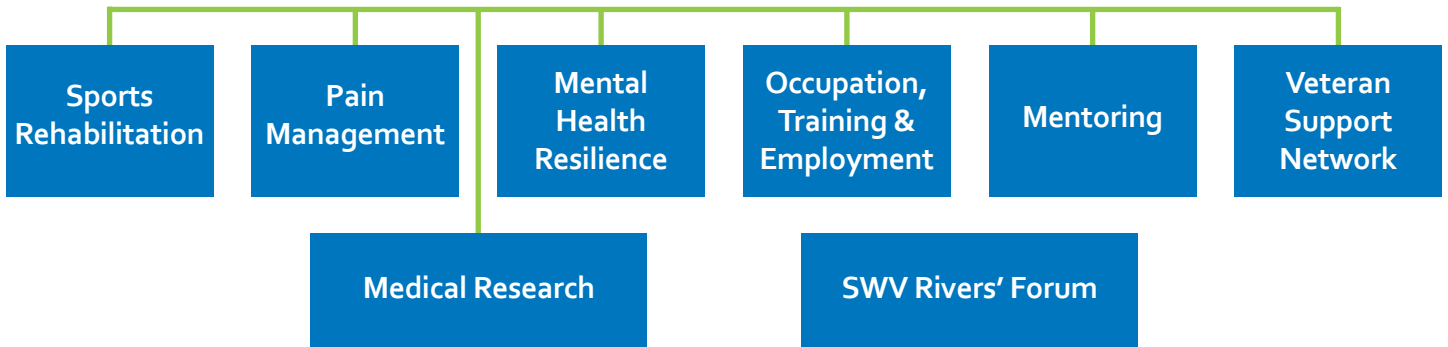 Sports
Rehabilitation
Pain
Management
Mental
Health
Resilience
Occupation,
Training &
Employment
Mentoring
Veteran
Support
Network
Medical Research
SWV Rivers’ Forum